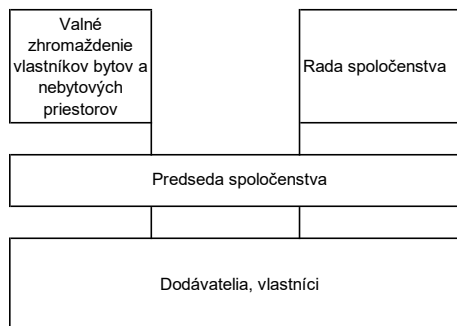 Valné
zhromaždenie
vlastníkov bytov a
nebytových
priestorov
Rada spoločenstva
Predseda spoločenstva
Dodávatelia, vlastníci